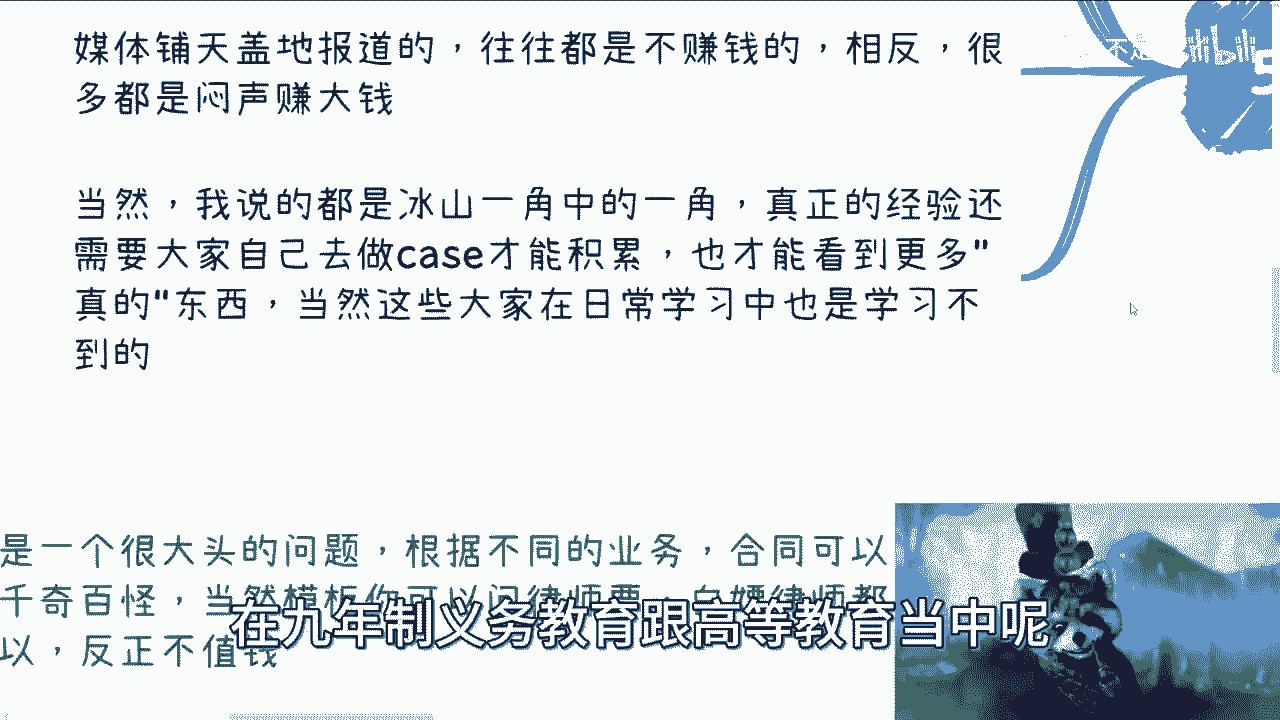 媒体铺天盖地报道的，往往都是不赚钱的，相反，很
多都是闷声赚大钱
当然，我说的都是冰山一角中的一角，真正的经验还
需要大家自己去做case才能积累，也才能看到更多"
真的"东西，当然这些大家在日常学习中也是学习不
到的
是一个很大头的问题，根据不同的业务，合同可以
千奇百怪，当然模板你可以问律师要，白嫖律师都
以，反正不值钱
在九年制义务教育跟高等教育当中呢